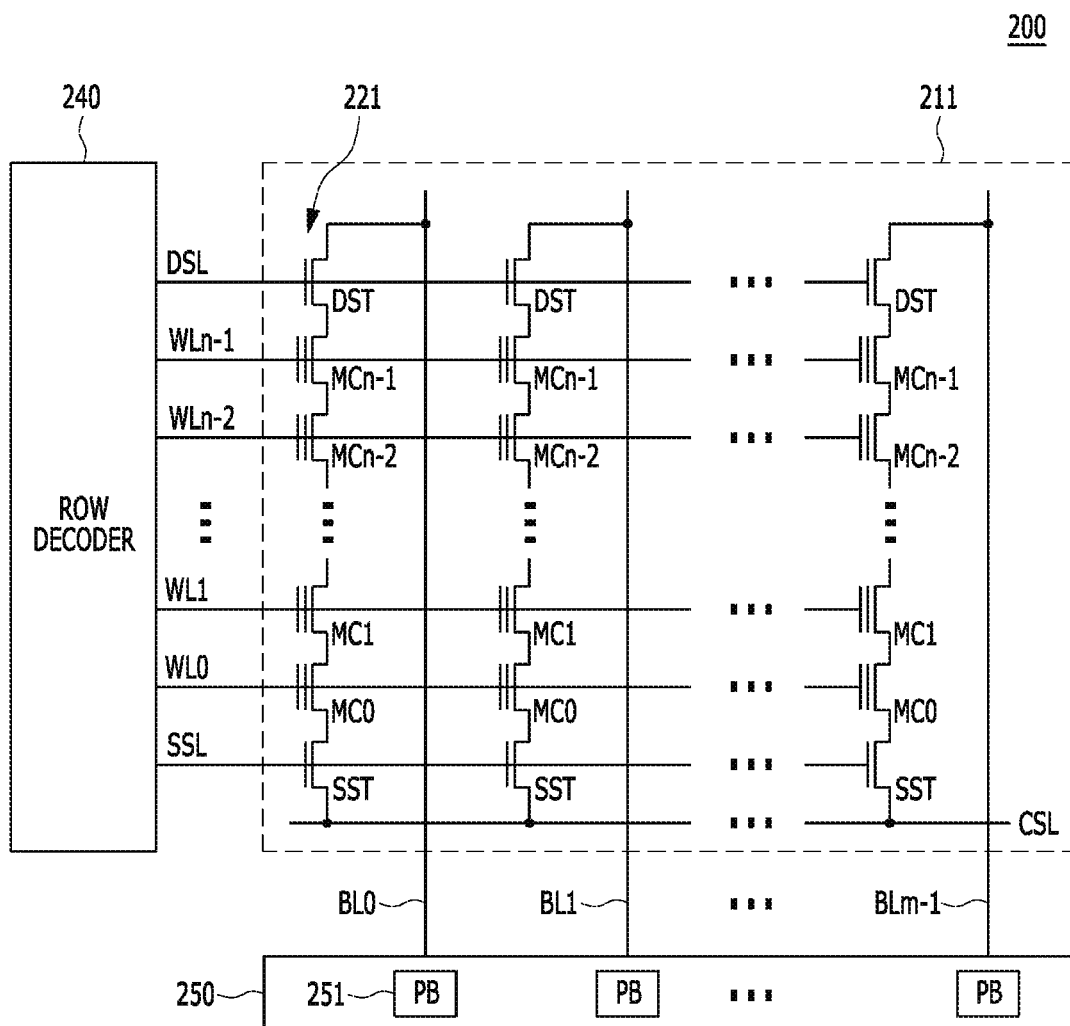 200
240
221
211
DSL
DST
DST
DST
WLn-1
MCn-1
MCn-1
MCn-1
WLn-2
MCn-2
MCn-2
MCn-2
ROW
DECODER
WL1
MC1
MC1
MC1
WL0
MC0
MC0
MC0
SSL
SST
SST
SST
CSL
BL0
BL1
BLm-1
250
251
PB
PB
PB